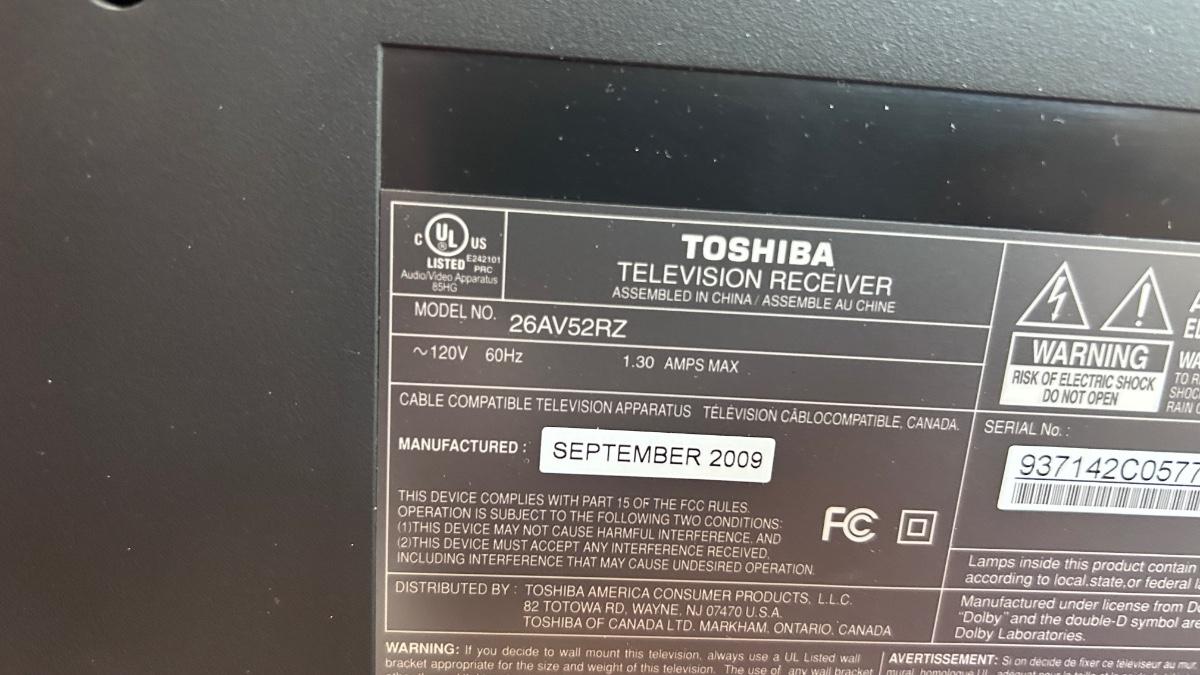 C UL US
®
LISTED E242101
PRC
Audio/Video Apparatus
85HG
TOSHIBA
TELEVISION RECEIVER
ASSEMBLED IN CHINA / ASSEMBLE AU CHINE
MODEL NO. 26AV52RZ
~120V 60Hz 1.30 AMPS MAX
CABLE COMPATIBLE TELEVISION APPARATUS TÉLÉVISION CÂBLOCOMPATIBLE, CANADA.
MANUFACTURED : SEPTEMBER 2009
THIS DEVICE COMPLIES WITH PART 15 OF THE FCC RULES.
OPERATION IS SUBJECT TO THE FOLLOWING TWO CONDITIONS:
(1)THIS DEVICE MAY NOT CAUSE HARMFUL INTERFERENCE, AND
(2)THIS DEVICE MUST ACCEPT ANY INTERFERENCE RECEIVED,
INCLUDING INTERFERENCE THAT MAY CAUSE UNDESIRED OPERATION.
FC
DISTRIBUTED BY : TOSHIBA AMERICA CONSUMER PRODUCTS, L.L.C.
82 TOTOWA RD, WAYNE, NJ 07470 U.S.A.
TOSHIBA OF CANADA LTD. MARKHAM, ONTARIO, CANADA
WARNING: If you decide to wall mount this television, always use a UL Listed wall
bracket appropriate for the size and weight of this television. The use of any wall bracket
WARNING
RISK OF ELECTRIC SHOCK
DO NOT OPEN
WA
TO R
SHOC
RAIN
SERIAL No. :
937142C0577
Lamps inside this product contain
according to local,state,or federal
Manufactured under license from
"Dolby" and the double-D symbol are
Dolby Laboratories.
AVERTISSEMENT: Si on décide de fixer ce téléviseur au mur,